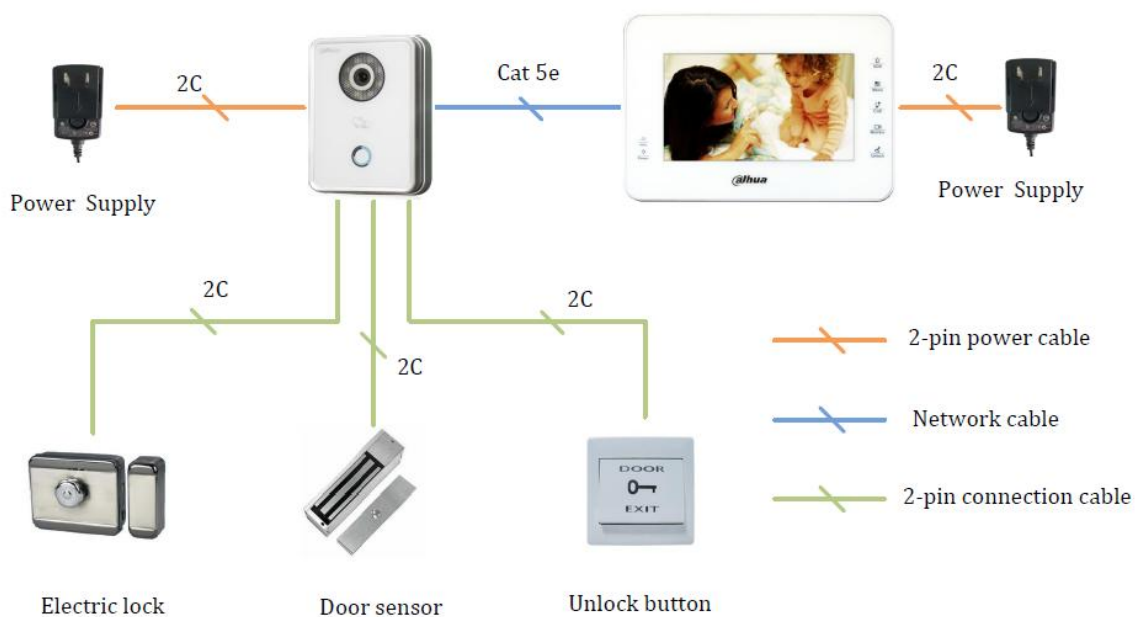 alhua
2C
Cat 5e
2C
Power Supply
alhua
Power Supply
2C
2C
2C
2-pin power cable
Network cable
2-pin connection cable
DOOR
EXIT
Electric lock
Door sensor
Unlock button